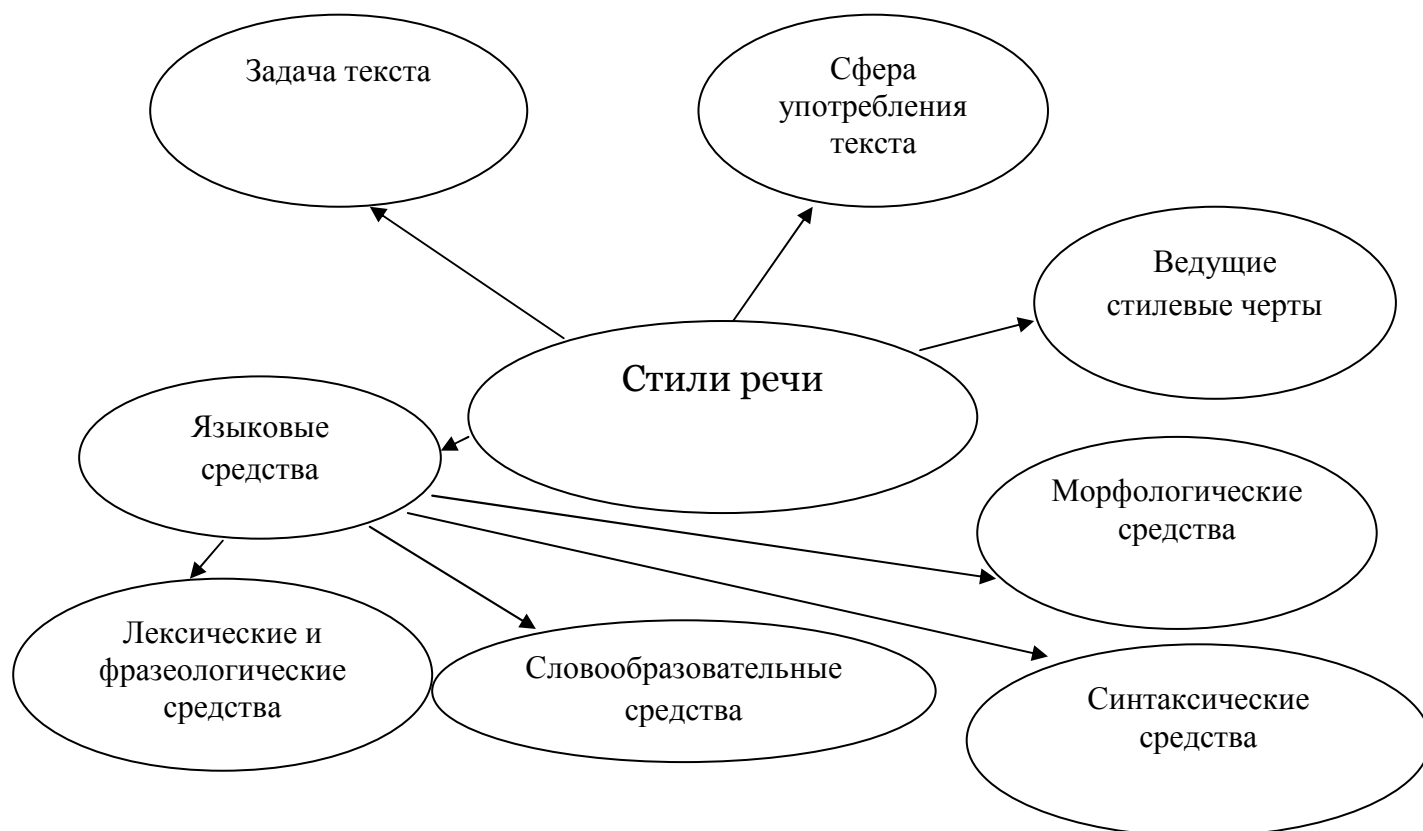 Задача текста
Сфера
употребления
текста
Ведущие
стилевые черты
Стили речи
Языковые
средства
Морфологические
средства
Лексические и
фразеологические
средства
Словообразовательные
средства
Синтаксические
средства